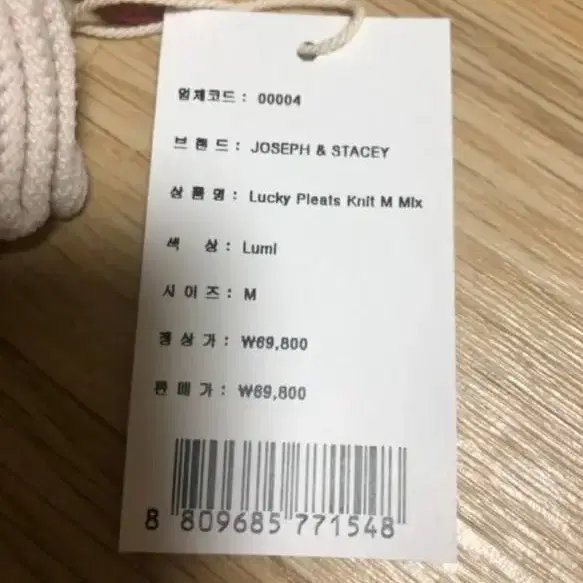 업체코드 : 00004
브랜드 : JOSEPH & STACEY
상품명 : Lucky Pleats Knit M Mix
색 상 : Lumi
사이즈 : M
정상가 : ₩69,800
판매가 : ₩69,800
8 809685 771548